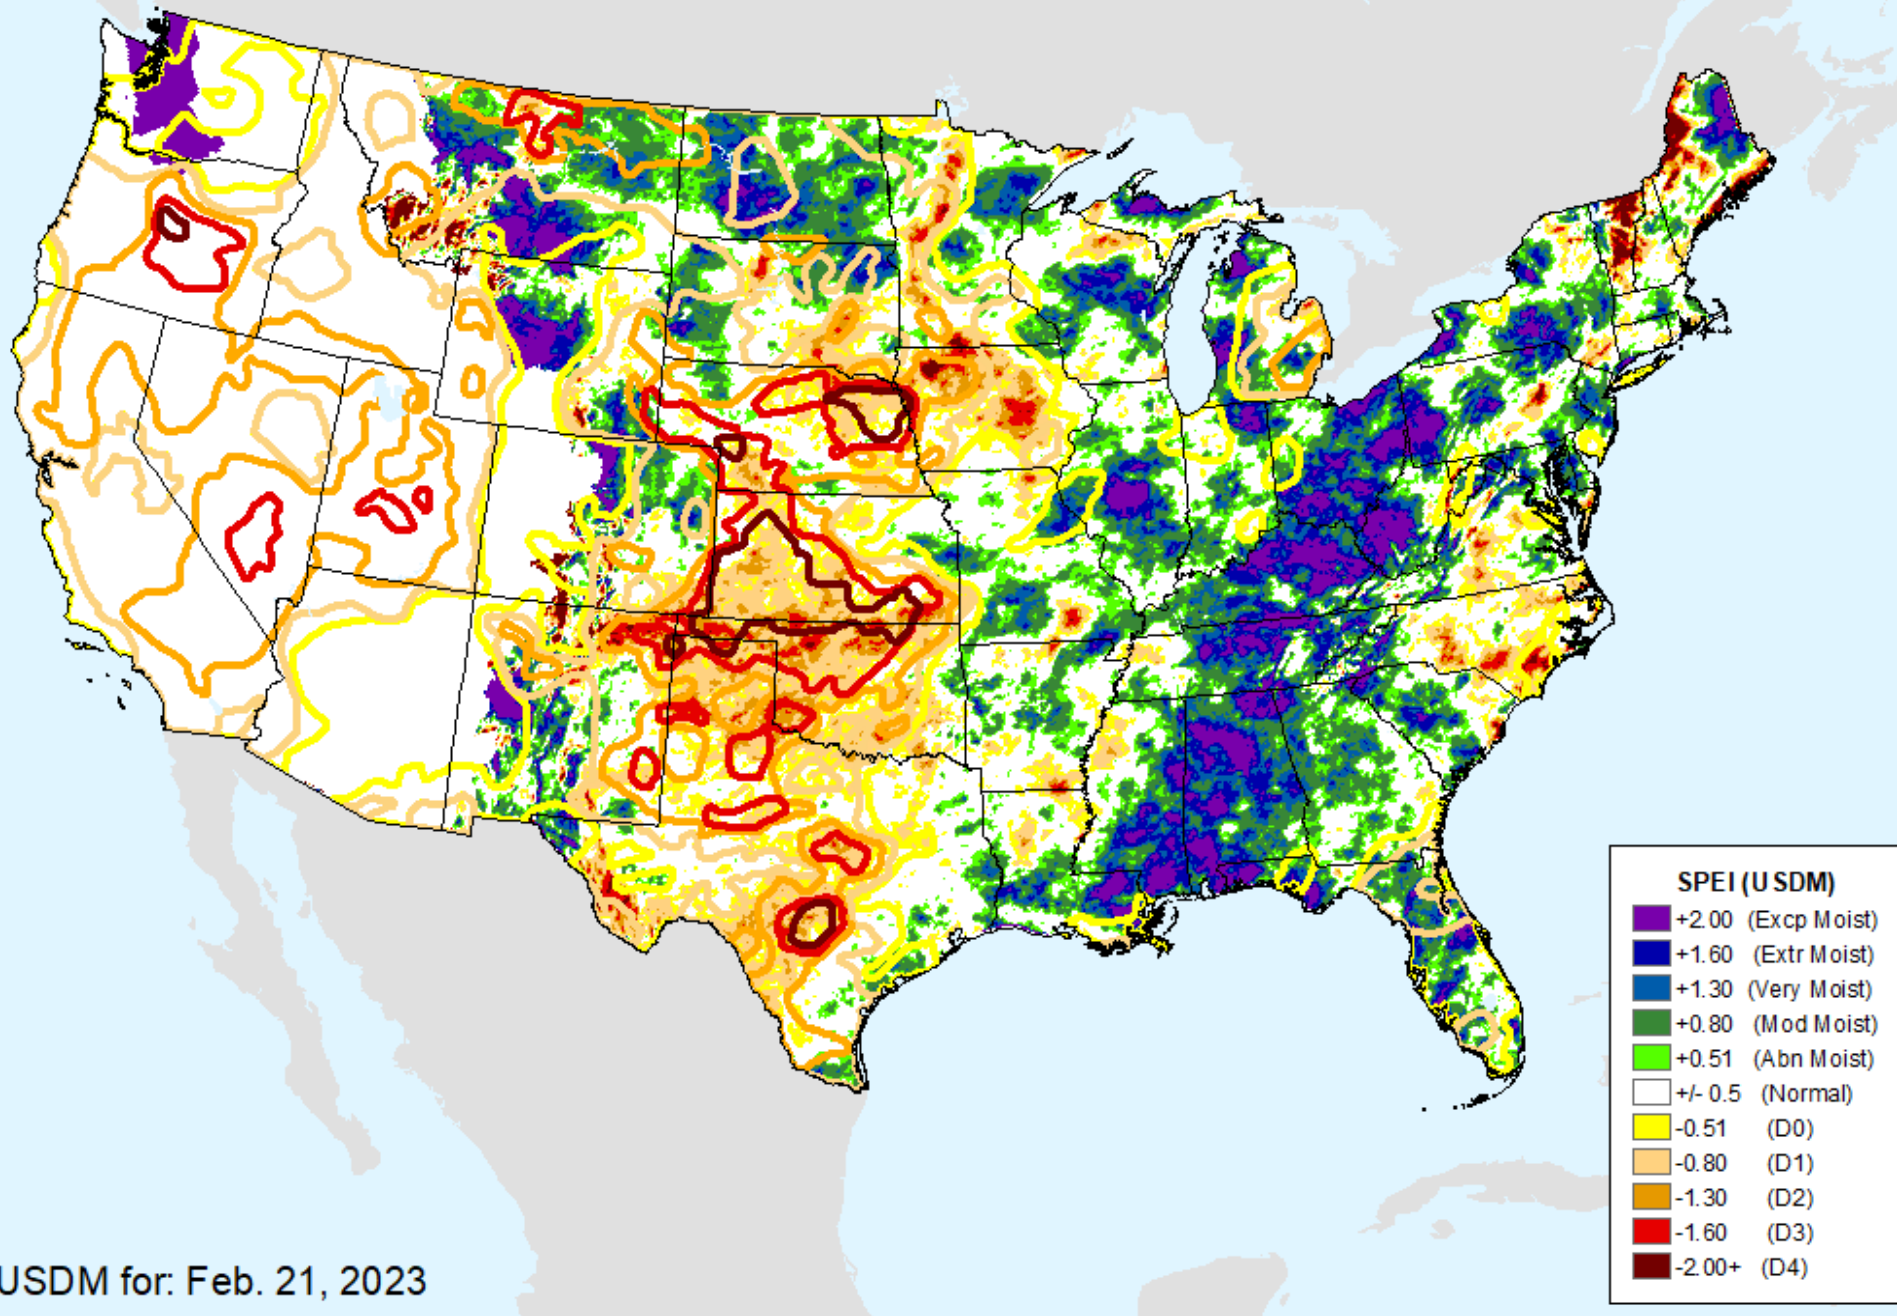 SPEI (USDM)
+2.00 (Excp Moist)
+1.60 (Extr Moist)
+1.30 (Very Moist)
+0.80 (Mod Moist)
+0.51 (Abn Moist)
+/- 0.5 (Normal)
-0.51 (D0)
-0.80 (D1)
-1.30 (D2)
-1.60 (D3)
-2.00+ (D4)
USDM for: Feb. 21, 2023